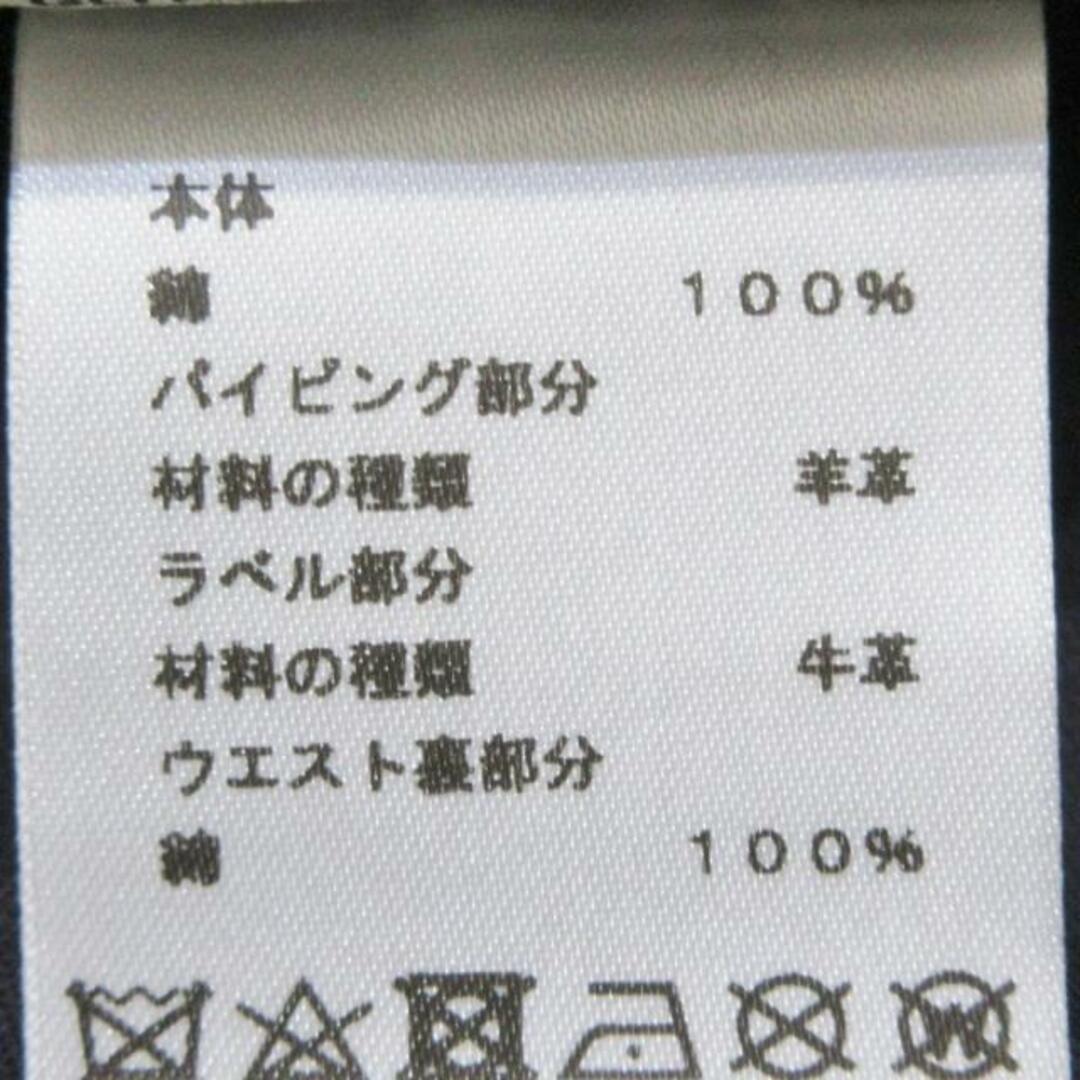 本体
綿 100%
パイピング部分
材料の種類 羊革
ラベル部分
材料の種類 牛革
ウエスト裏部分
綿 100%
W